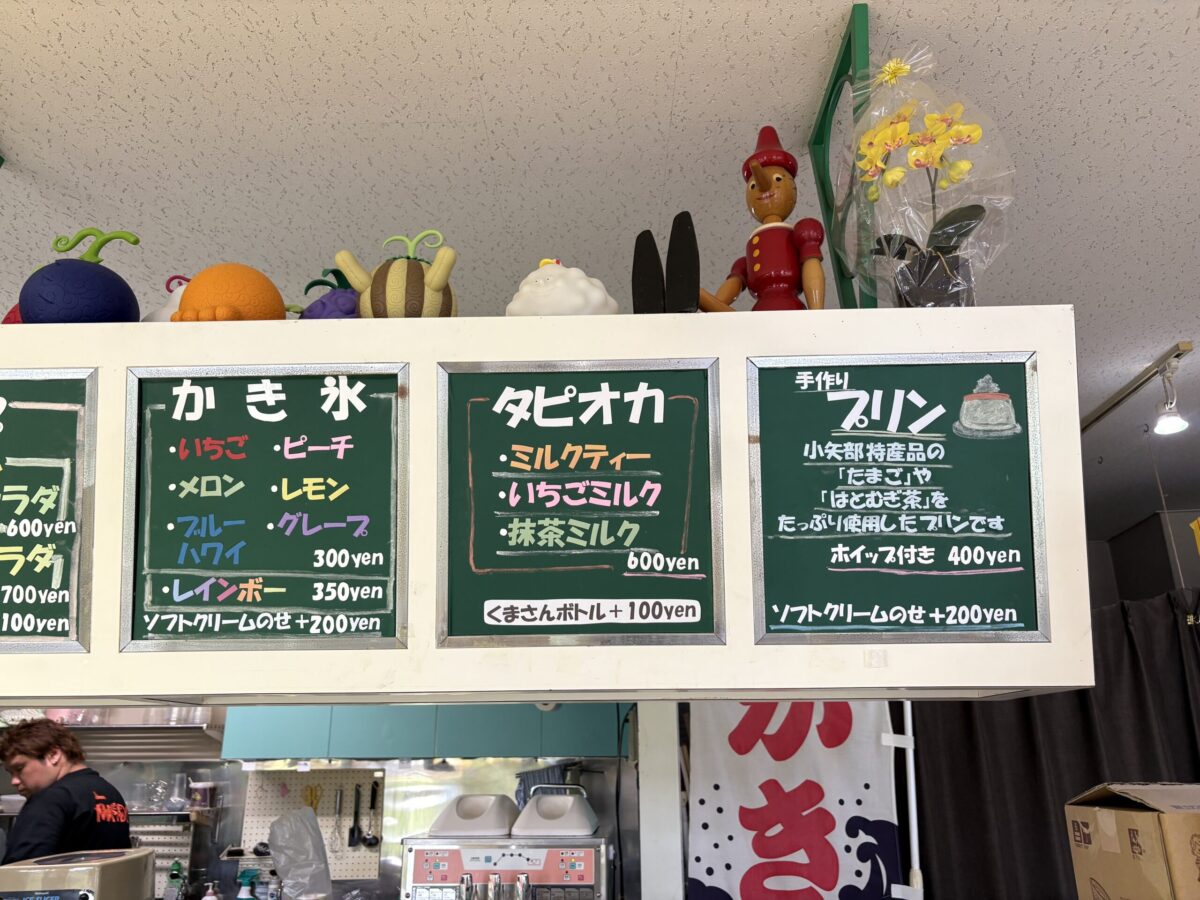 ラダ
600yen
ラダ
700yen
100yen
かき氷
・いちご ・ピーチ
・メロン ・レモン
・ブルーハワイ ・グレープ
300yen
・レインボー 350yen
ソフトクリームのせ+200yen
タピオカ
・ミルクティー
・いちごミルク
・抹茶ミルク
600yen
くまさんボトル+100yen
手作り
プリン
小矢部特産品の
「たまご」や
「はとむぎ茶」を
たっぷり使用したプリンです
ホイップ付き 400yen
ソフトクリームのせ+200yen
かき